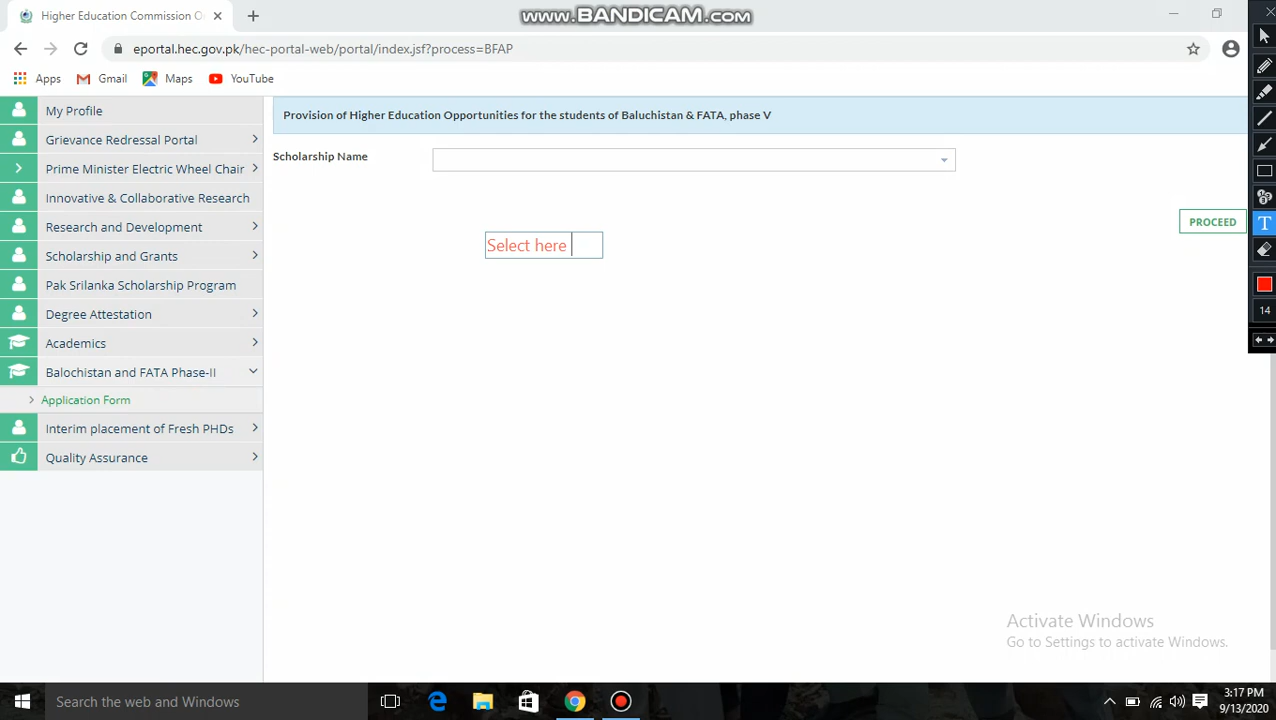 Higher Education Commission O
www.BANDICAM.com
eportal.hec.gov.pk/hec-portal-web/portal/index.jsf?process=BFAP
Apps
Gmail
Maps
YouTube
My Profile
Grievance Redressal Portal
Prime Minister Electric Wheel Chair
Innovative & Collaborative Research
Research and Development
Scholarship and Grants
Pak Srilanka Scholarship Program
Degree Attestation
Academics
Balochistan and FATA Phase-II
Application Form
Interim placement of Fresh PHDs
Quality Assurance
Provision of Higher Education Opportunities for the students of Baluchistan & FATA, phase V
Scholarship Name
PROCEED
Select here
T
14
Activate Windows
Go to Settings to activate Windows.
Search the web and Windows
3:17 PM
9/13/2020